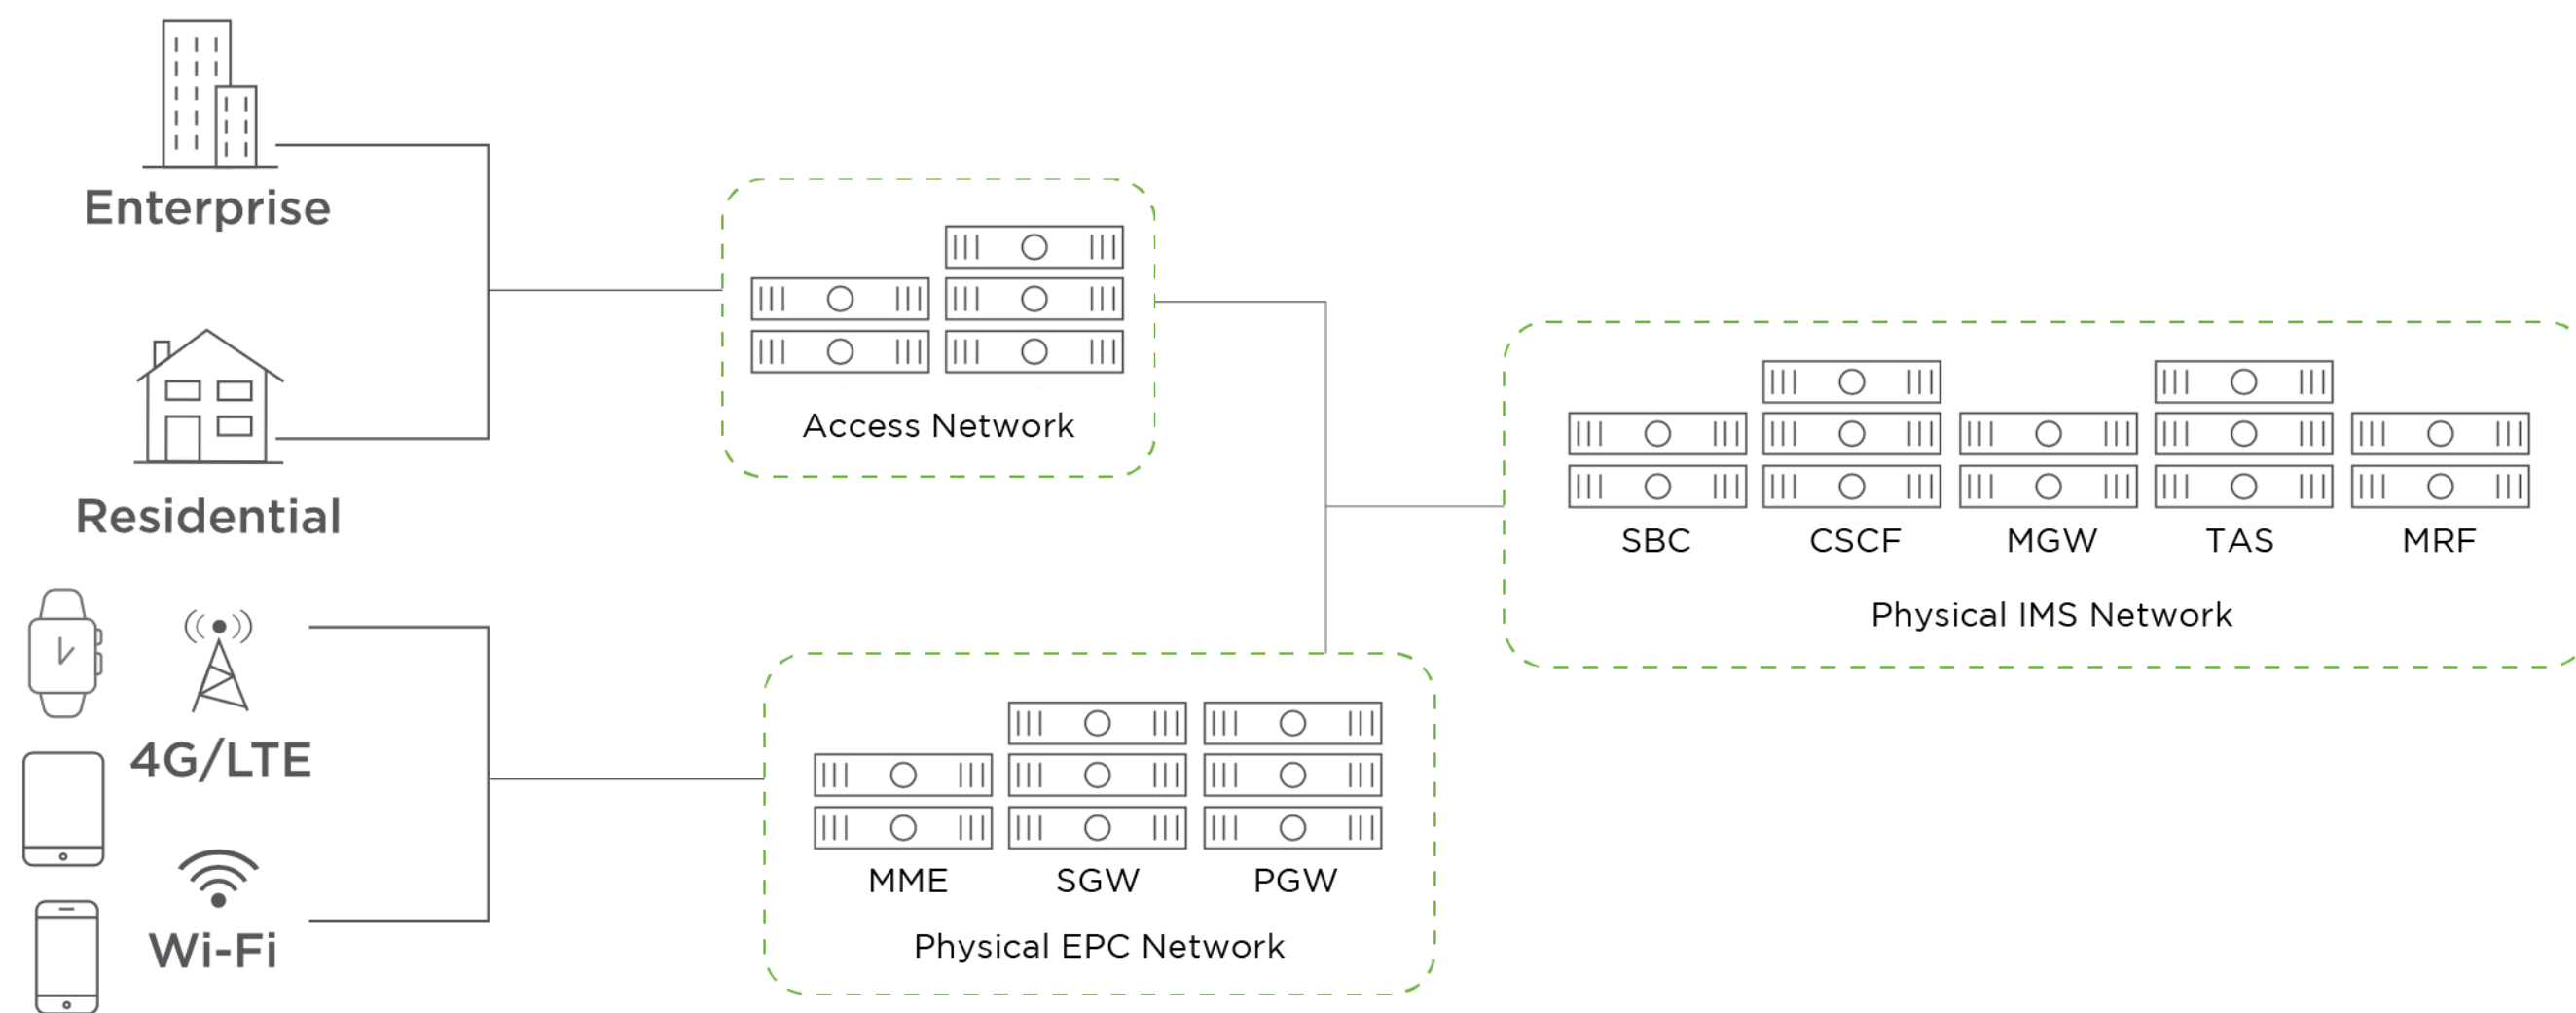 Enterprise
Residential
4G/LTE
Wi-Fi
Access Network
MME SGW PGW
Physical EPC Network
SBC CSCF MGW TAS MRF
Physical IMS Network